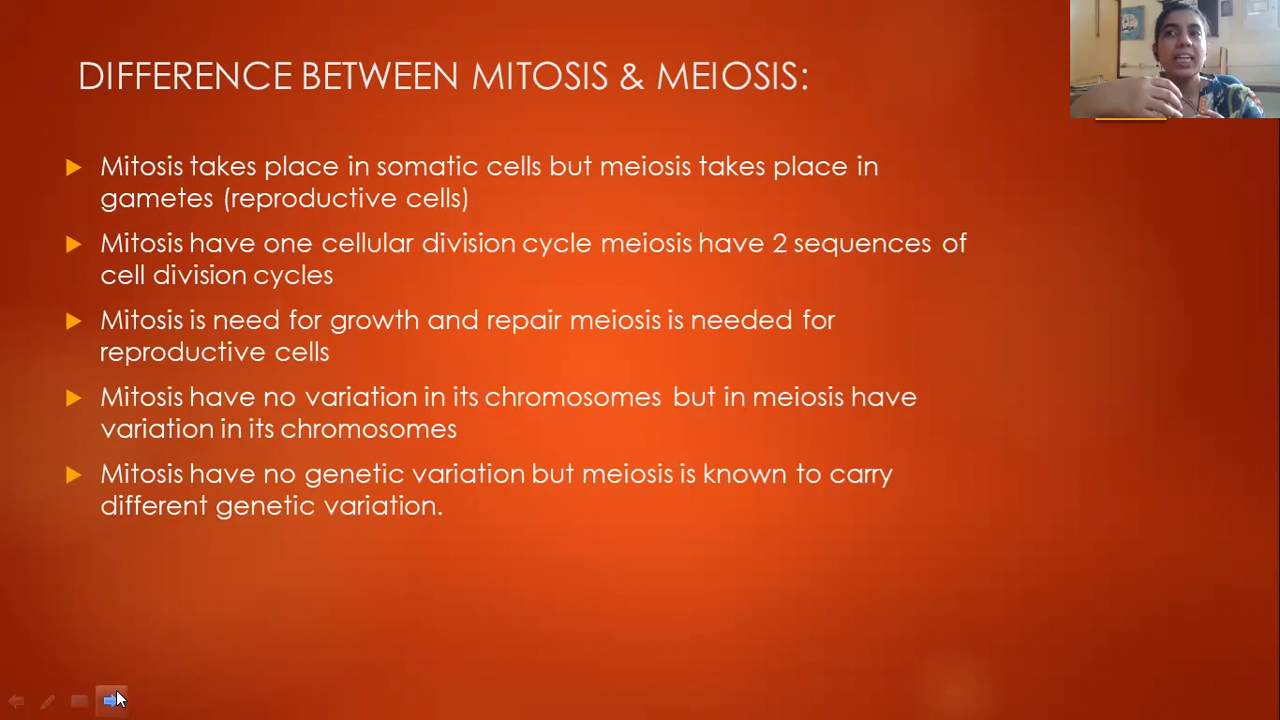 DIFFERENCE BETWEEN MITOSIS & MEIOSIS:
Mitosis takes place in somatic cells but meiosis takes place in
gametes (reproductive cells)
Mitosis have one cellular division cycle meiosis have 2 sequences of
cell division cycles
Mitosis is need for growth and repair meiosis is needed for
reproductive cells
Mitosis have no variation in its chromosomes but in meiosis have
variation in its chromosomes
Mitosis have no genetic variation but meiosis is known to carry
different genetic variation.